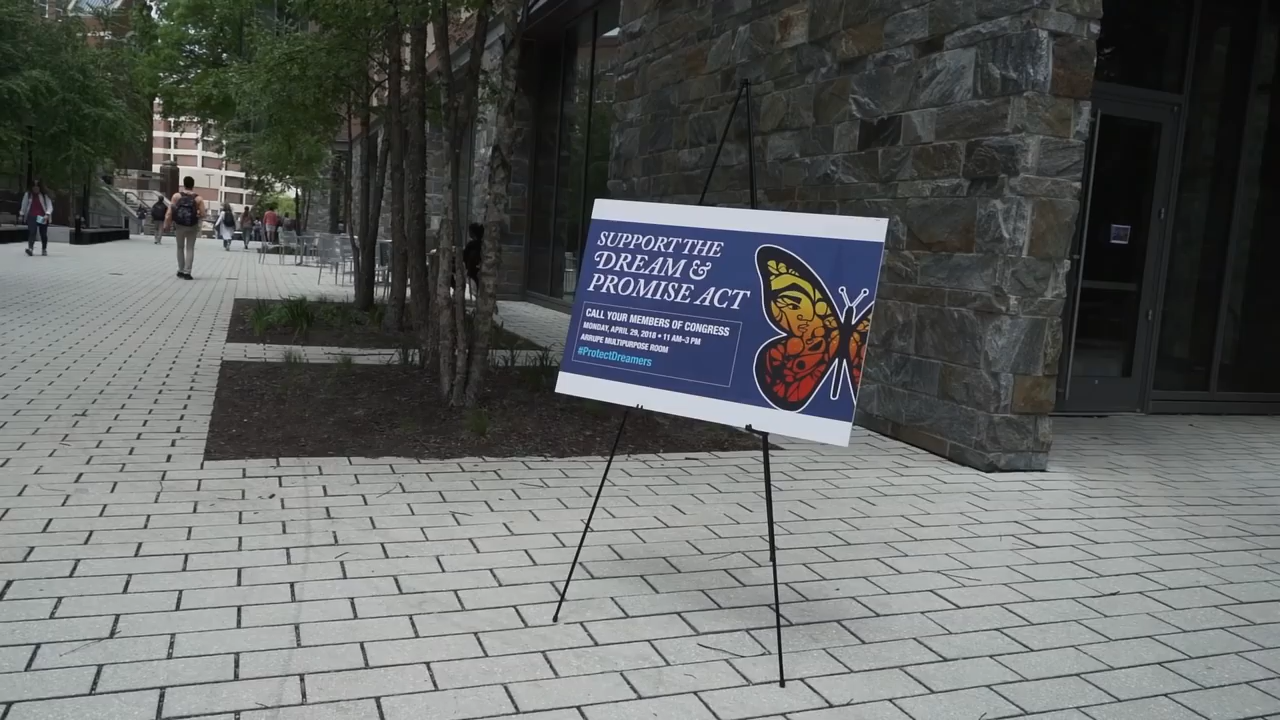 SUPPORT THE
DREAM &
PROMISE ACT
CALL YOUR MEMBERS OF CONGRESS
MONDAY, APRIL 29, 2018 • 11 AM-3 PM
ARRUPE MULTIPURPOSE ROOM
#ProtectDreamers